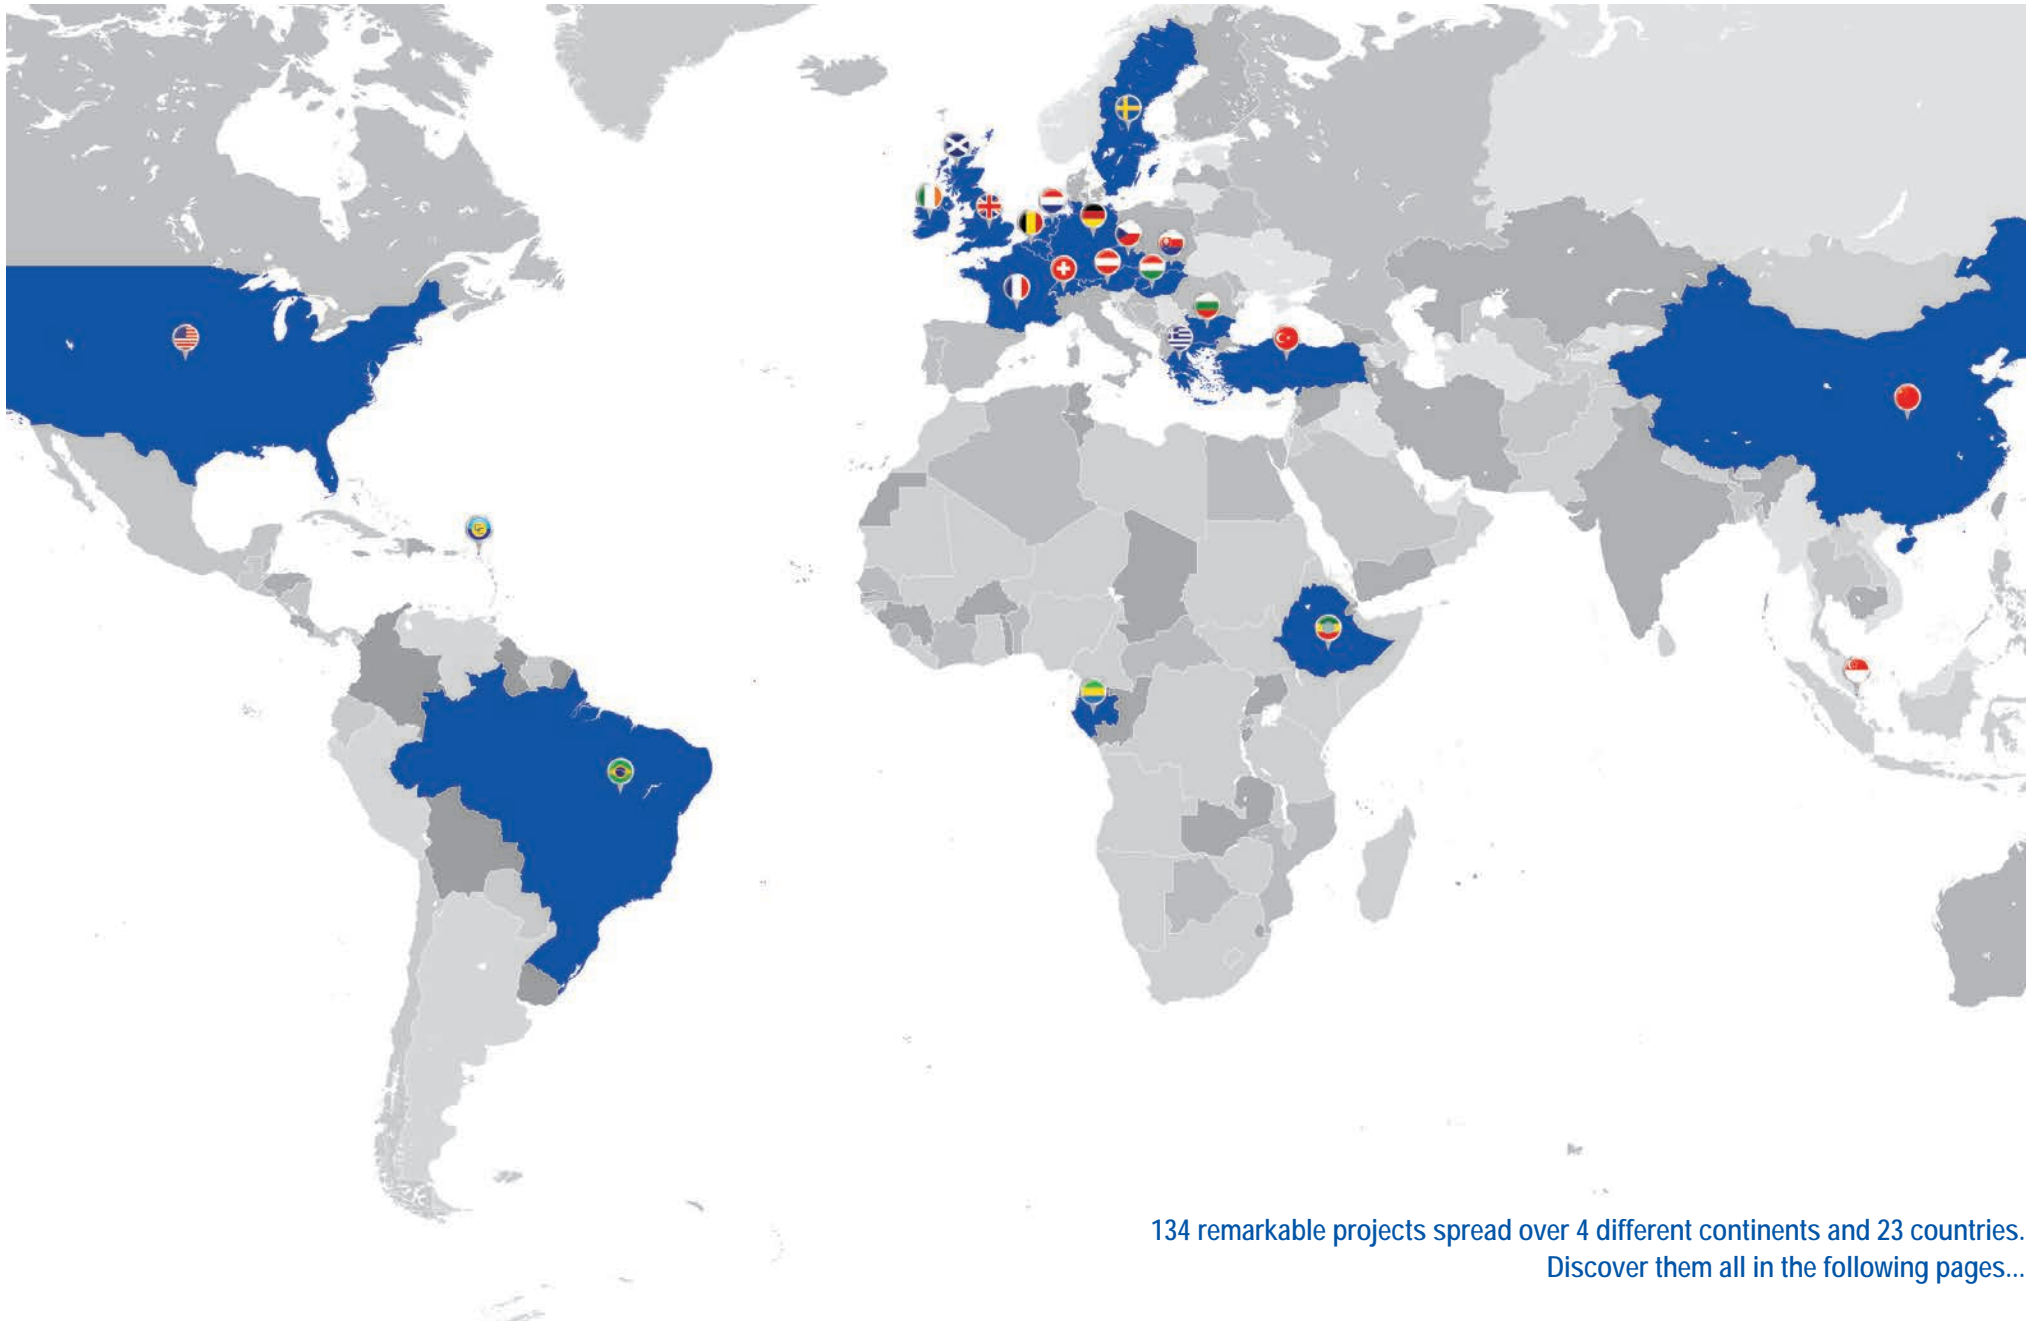 134 remarkable projects spread over 4 different continents and 23 countries.
Discover them all in the following pages...